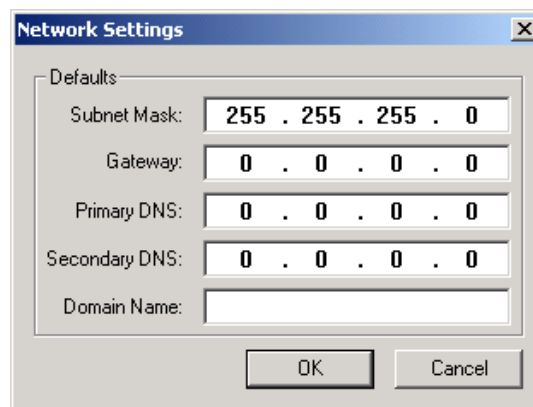 Network Settings
Defaults
Subnet Mask: 255 . 255 . 255 . 0
Gateway: 0 . 0 . 0 . 0
Primary DNS: 0 . 0 . 0 . 0
Secondary DNS: 0 . 0 . 0 . 0
Domain Name:
OK Cancel